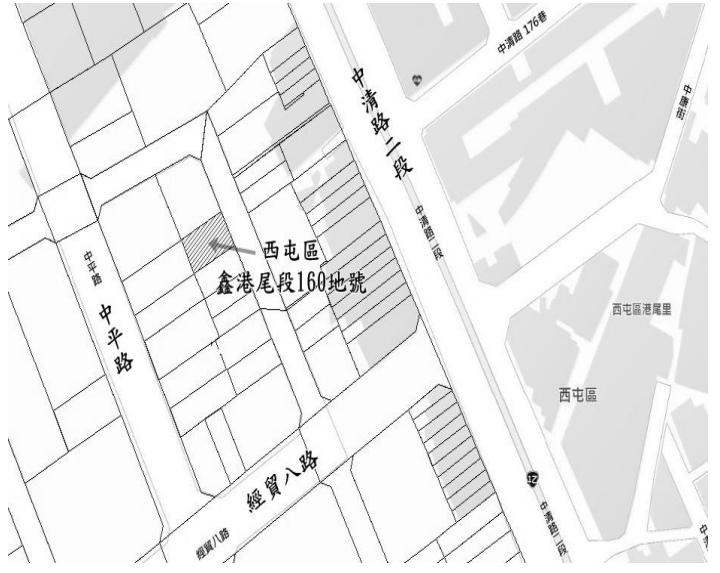 中清路 176巷
中康街
中清路二段
中清路二段
中平路
西屯區
鑫港尾段160地號
中平路
西屯區港尾里
西屯區
經貿八路
經貿八路
中清路二段